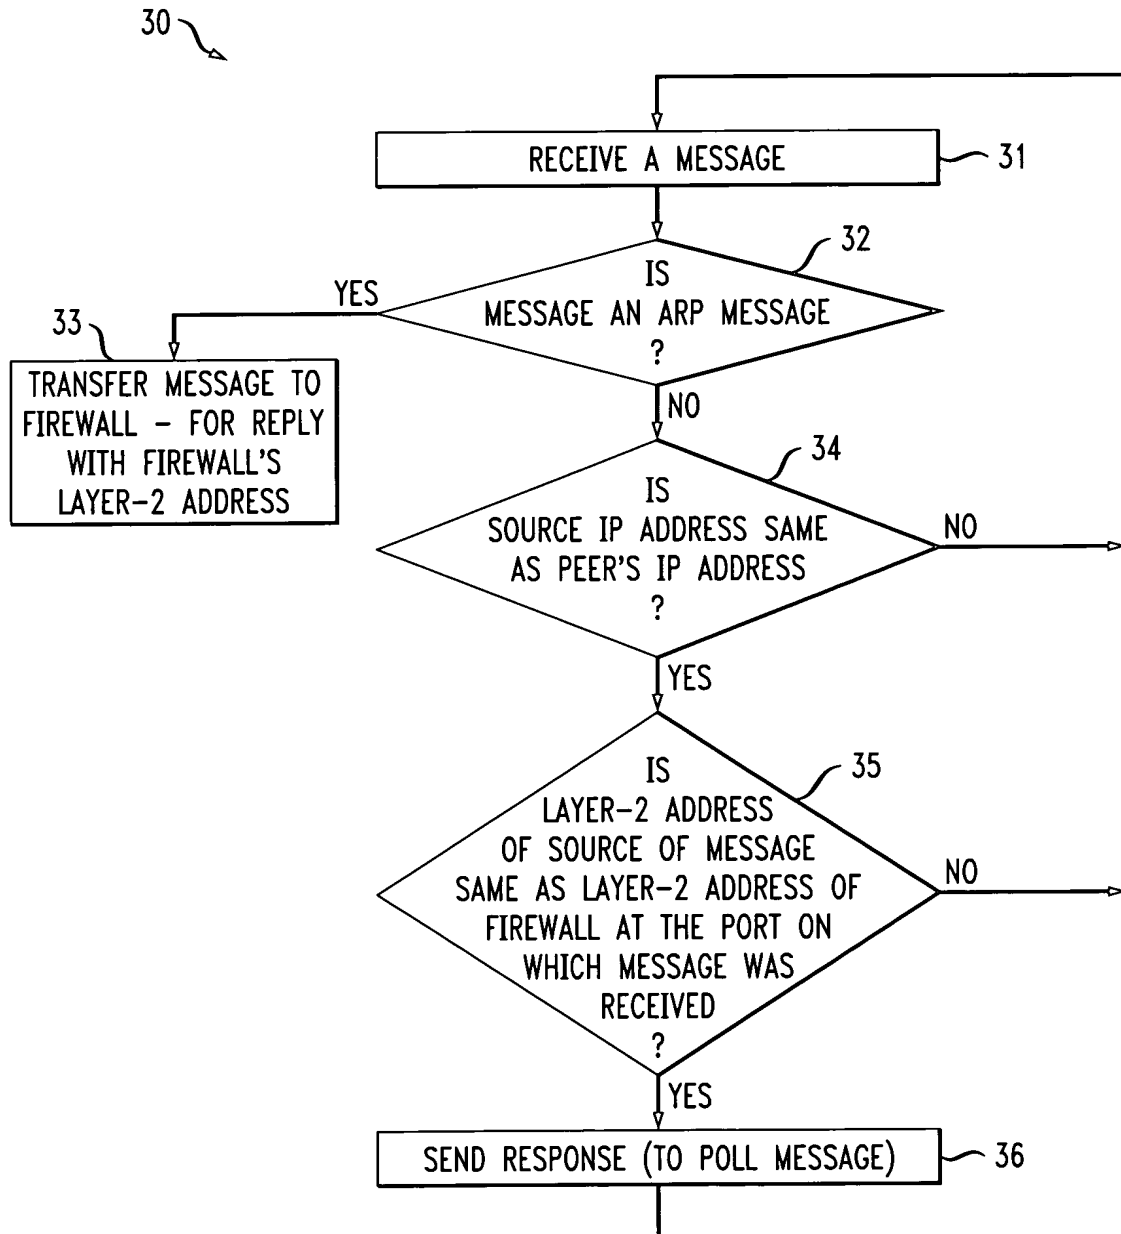 30
RECEIVE A MESSAGE
31
32
IS
MESSAGE AN ARP MESSAGE
?
YES
33
TRANSFER MESSAGE TO
FIREWALL – FOR REPLY
WITH FIREWALL'S
LAYER-2 ADDRESS
NO
34
IS
SOURCE IP ADDRESS SAME
AS PEER'S IP ADDRESS
?
NO
YES
35
IS
LAYER-2 ADDRESS
OF SOURCE OF MESSAGE
SAME AS LAYER-2 ADDRESS OF
FIREWALL AT THE PORT ON
WHICH MESSAGE WAS
RECEIVED
?
NO
YES
SEND RESPONSE (TO POLL MESSAGE)
36